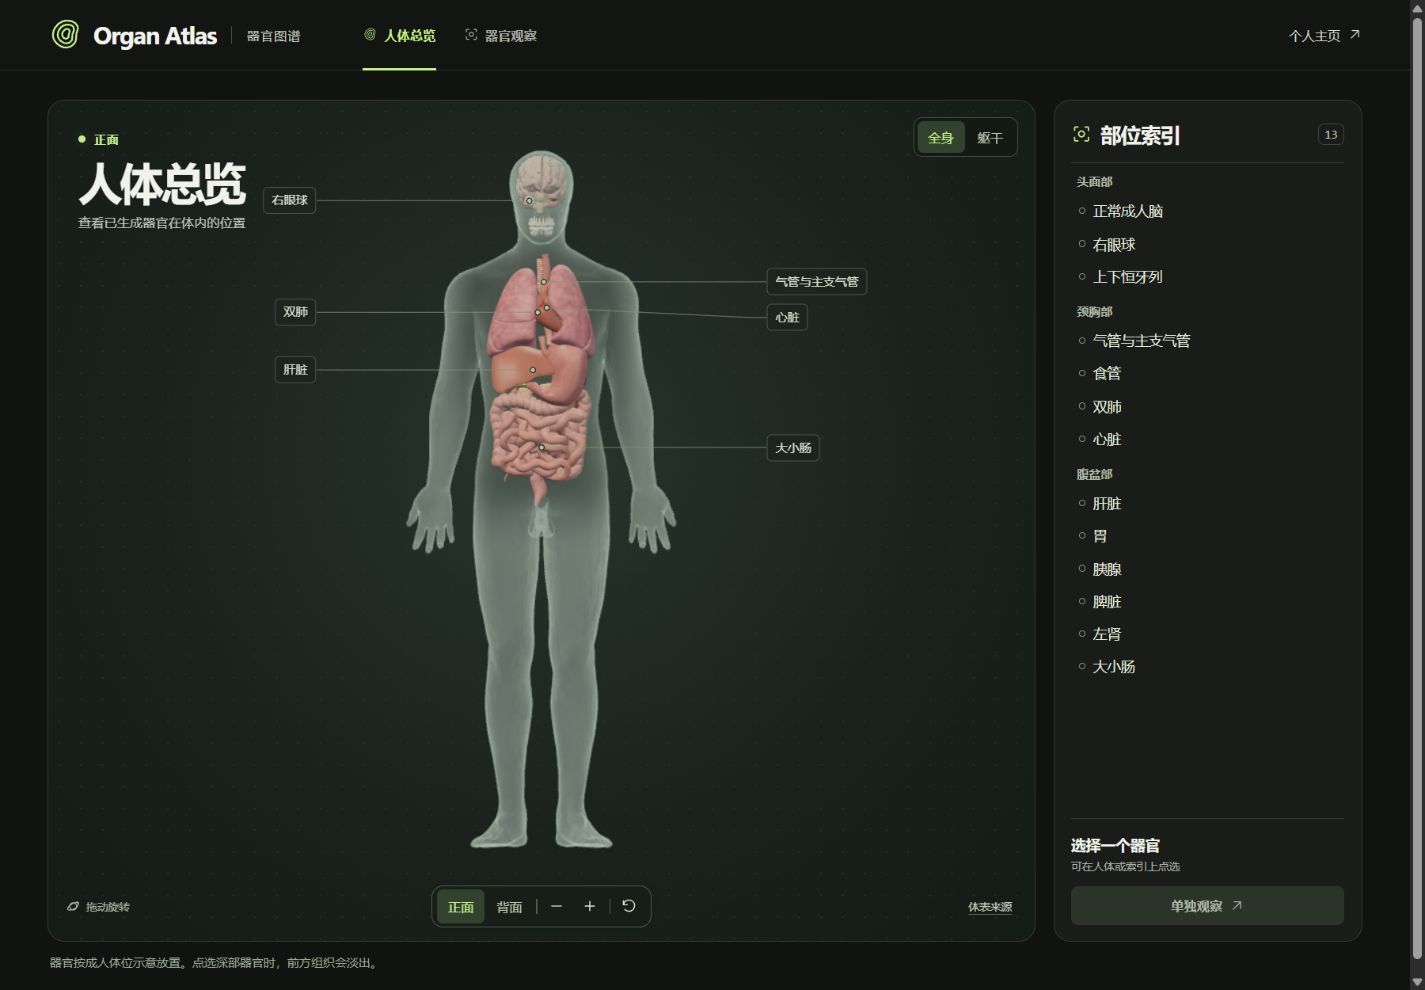 Organ Atlas
器官图谱
人体总览
器官观察
个人主页
正面
人体总览
查看已生成器官在体内的位置
全身
躯干
右眼球
双肺
肝脏
气管与主支气管
心脏
大小肠
拖动旋转
正面
背面
体表来源
器官按成人体位示意放置。点选深部器官时，前方组织会淡出。
部位索引
13
头面部
正常成人脑
右眼球
上下恒牙列
颈胸部
气管与主支气管
食管
双肺
心脏
腹盆部
肝脏
胃
胰腺
脾脏
左肾
大小肠
选择一个器官
可在人体或索引上点选
单独观察